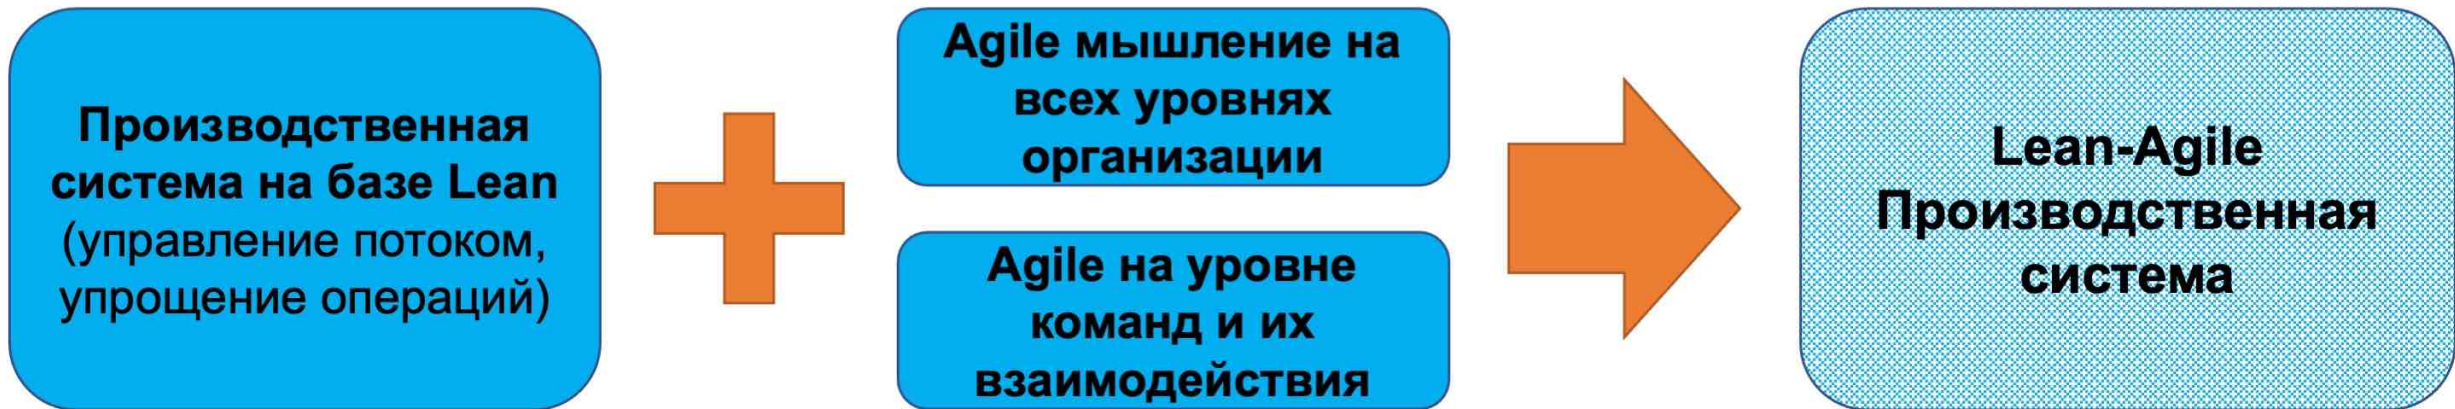 Производственная
система на базе Lean
(управление потоком,
упрощение операций)
Agile мышление на
всех уровнях
организации
Agile на уровне
команд и их
взаимодействия
Lean-Agile
Производственная
система